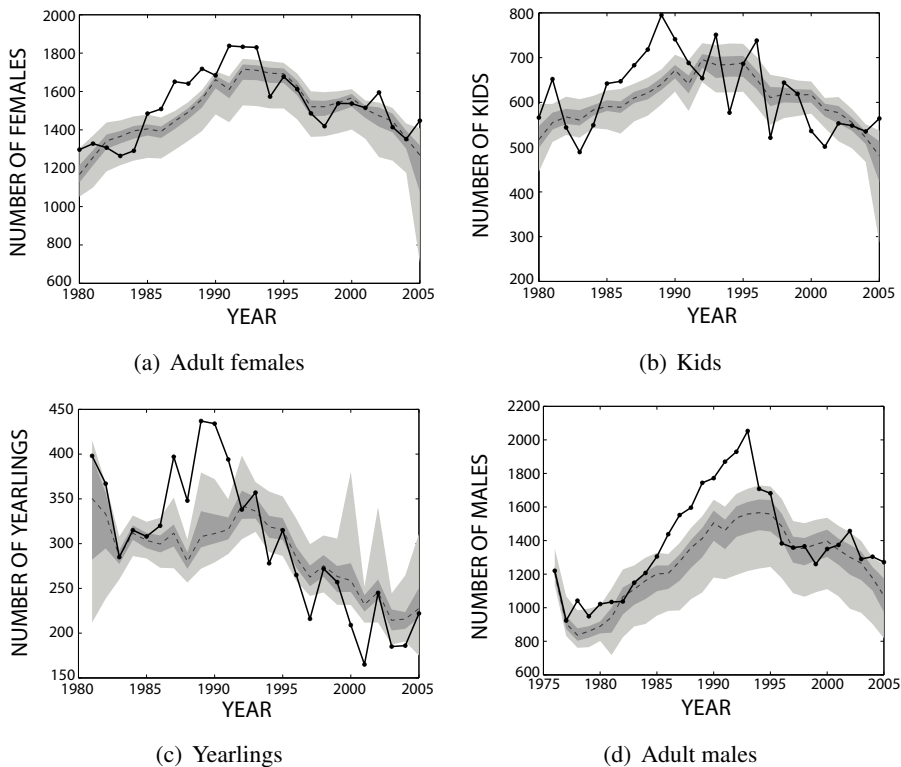 2000
1800
1600
1400
1200
1000
800
600
NUMBER OF FEMALES
1980 1985 1990 1995 2000 2005
YEAR
(a) Adult females
800
700
600
500
400
300
200
NUMBER OF KIDS
1980 1985 1990 1995 2000 2005
YEAR
(b) Kids
450
400
350
300
250
200
150
NUMBER OF YEARLINGS
1980 1985 1990 1995 2000 2005
YEAR
(c) Yearlings
2200
2000
1800
1600
1400
1200
1000
800
600
NUMBER OF MALES
1975 1980 1985 1990 1995 2000 2005
YEAR
(d) Adult males